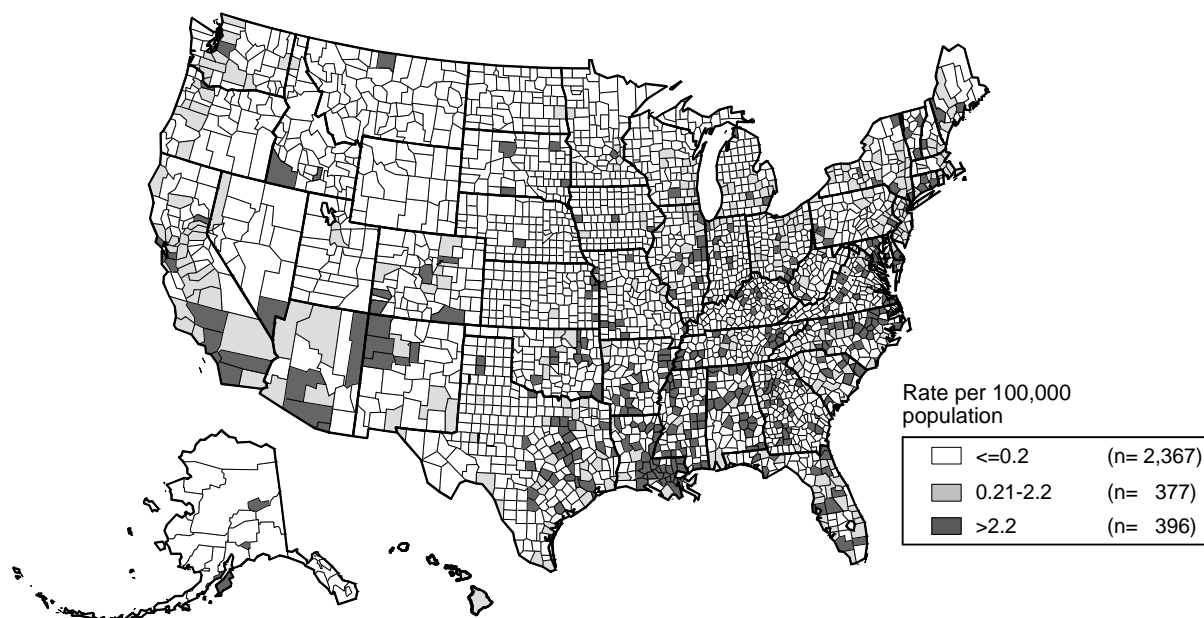 Rate per 100,000
population
<=0.2 (n= 2,367)
0.21-2.2 (n= 377)
>2.2 (n= 396)